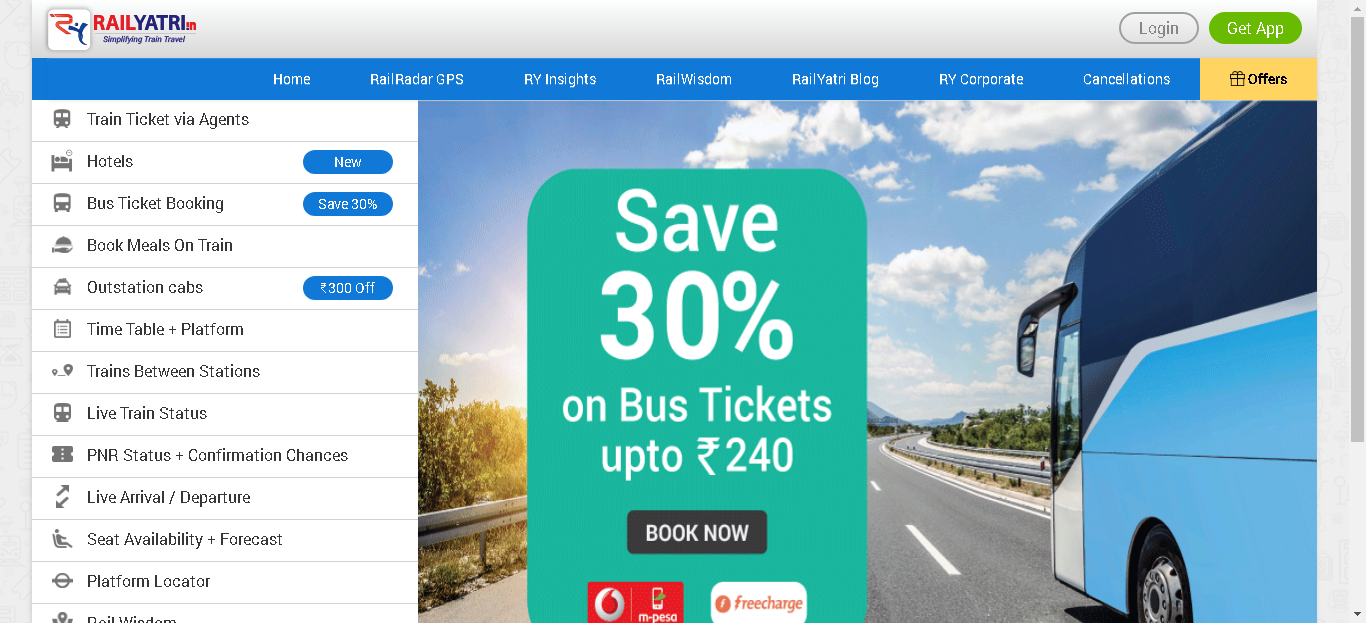 RAILYATRI.in
Simplifying Train Travel
Login
Get App
Home
RailRadar GPS
RY Insights
RailWisdom
RailYatri Blog
RY Corporate
Cancellations
Offers
Train Ticket via Agents
Hotels
New
Bus Ticket Booking
Save 30%
Book Meals On Train
Outstation cabs
₹300 Off
Time Table + Platform
Trains Between Stations
Live Train Status
PNR Status + Confirmation Chances
Live Arrival / Departure
Seat Availability + Forecast
Platform Locator
Rail Wisdom
Save
30%
on Bus Tickets
upto ₹240
BOOK NOW
m-pesa
freecharge